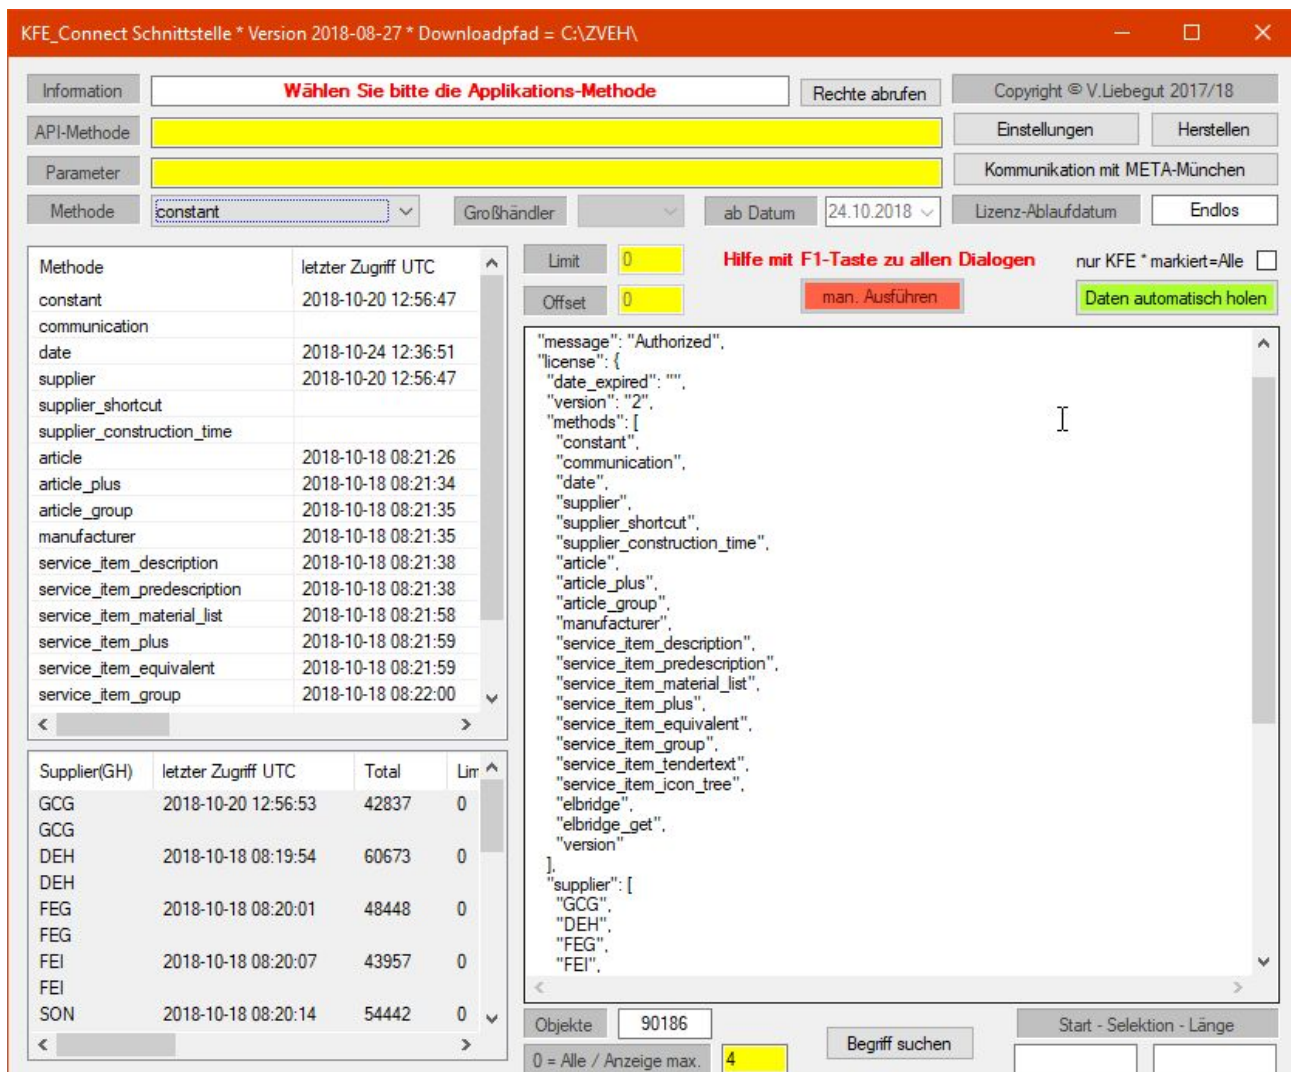 KFE_Connect Schnittstelle * Version 2018-08-27 * Downloadpfad = C:\ZVEH\
Information Wählen Sie bitte die Applikations-Methode Rechte abrufen Copyright © V.Liebegut 2017/18
API-Methode Einstellungen Herstellen
Parameter Kommunikation mit META-München
Methode constant Großhändler ab Datum 24.10.2018 Lizenz-Ablaufdatum Endlos
Methode letzter Zugriff UTC
constant 2018-10-20 12:56:47
communication
date 2018-10-24 12:36:51
supplier 2018-10-20 12:56:47
supplier_shortcut
supplier_construction_time
article 2018-10-18 08:21:26
article_plus 2018-10-18 08:21:34
article_group 2018-10-18 08:21:35
manufacturer 2018-10-18 08:21:35
service_item_description 2018-10-18 08:21:38
service_item_predescription 2018-10-18 08:21:38
service_item_material_list 2018-10-18 08:21:58
service_item_plus 2018-10-18 08:21:59
service_item_equivalent 2018-10-18 08:21:59
service_item_group 2018-10-18 08:22:00
Supplier(GH) letzter Zugriff UTC Total Lim
GCG 2018-10-20 12:56:53 42837 0
GCG
DEH 2018-10-18 08:19:54 60673 0
DEH
FEG 2018-10-18 08:20:01 48448 0
FEG
FEI 2018-10-18 08:20:07 43957 0
FEI
SON 2018-10-18 08:20:14 54442 0
Limit 0 Hilfe mit F1-Taste zu allen Dialogen nur KFE * markiert=Alle
Offset 0 man. Ausführen Daten automatisch holen
"message": "Authorized",
"license": {
"date_expired": "",
"version": "2",
"methods": [
"constant",
"communication",
"date",
"supplier",
"supplier_shortcut",
"supplier_construction_time",
"article",
"article_plus",
"article_group",
"manufacturer",
"service_item_description",
"service_item_predescription",
"service_item_material_list",
"service_item_plus",
"service_item_equivalent",
"service_item_group",
"service_item_tendertext",
"service_item_icon_tree",
"elbridge",
"elbridge_get",
"version"
],
"supplier": [
"GCG",
"DEH",
"FEG",
"FEI",
Objekte 90186 Begriff suchen Start - Selektion - Länge
0 = Alle / Anzeige max. 4